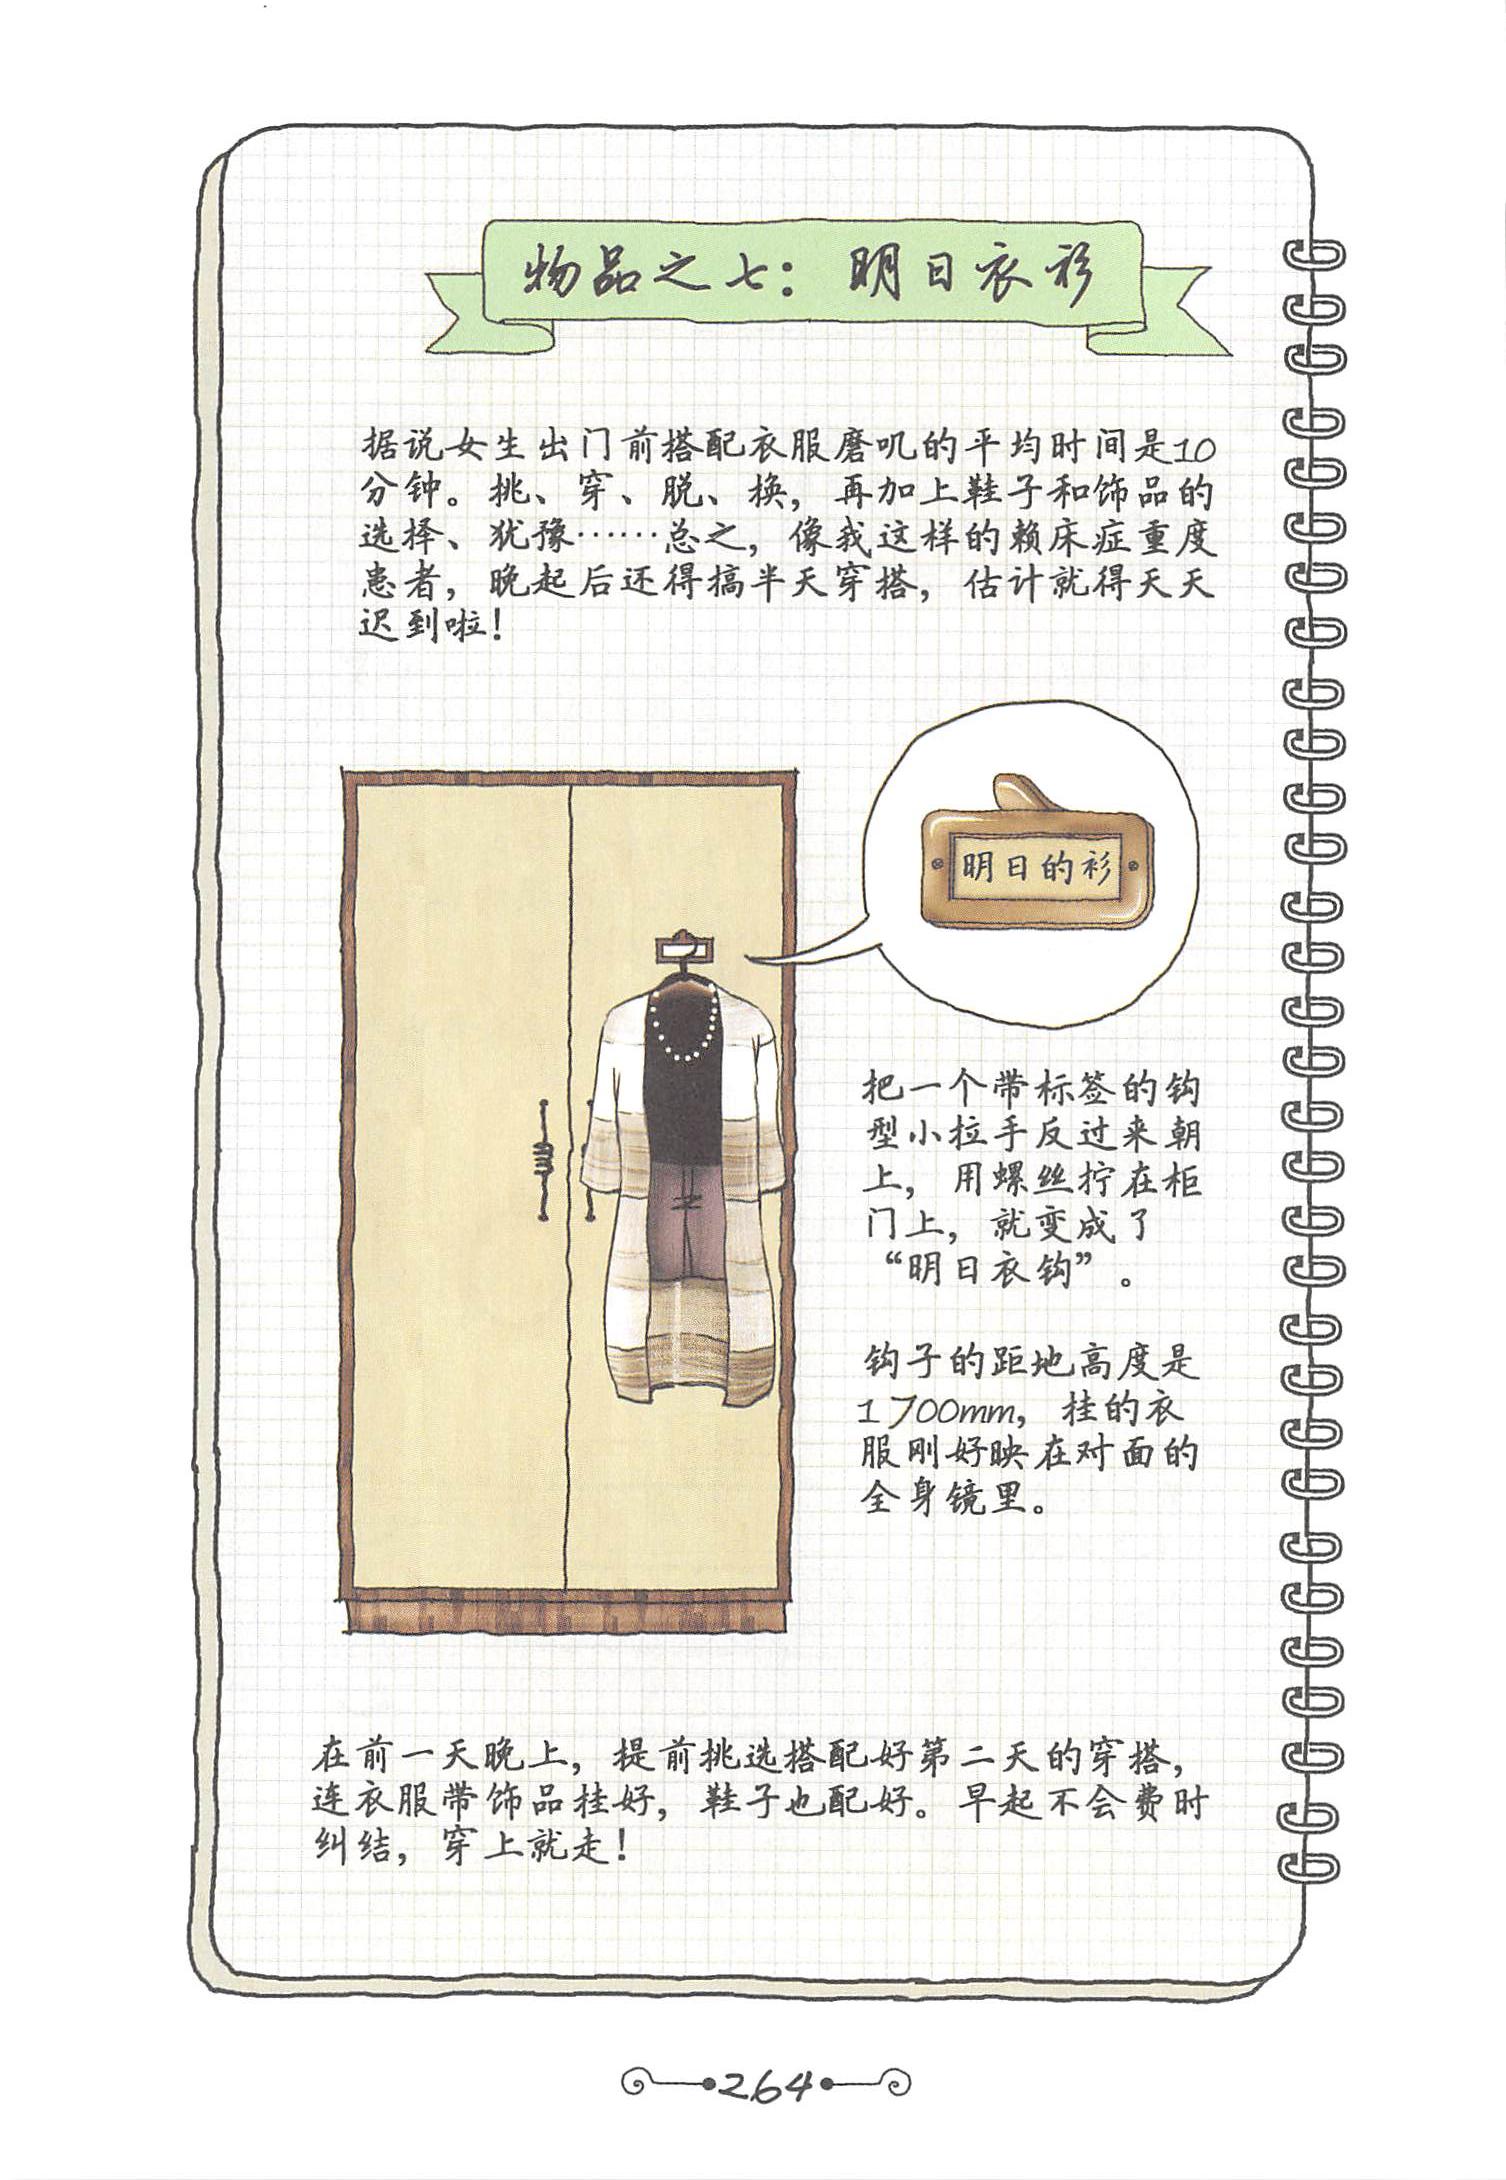 物品之七：明日衣衫
据说女生出门前搭配衣服磨叽的平均时间是10
分钟。挑、穿、脱、换，再加上鞋子和饰品的
选择、犹豫……总之，像我这样的赖床症重度
患者，晚起后还得搞半天穿搭，估计就得天天
迟到啦！
明日的衫
把一个带标签的钩
型小拉手反过来朝
上，用螺丝拧在柜
门上，就变成了
“明日衣钩”。
钩子的距地高度是
1700mm，挂的衣
服刚好映在对面的
全身镜里。
在前一天晚上，提前挑选搭配好第二天的穿搭，
连衣服带饰品挂好，鞋子也配好。早起不会费时
纠结，穿上就走！
264